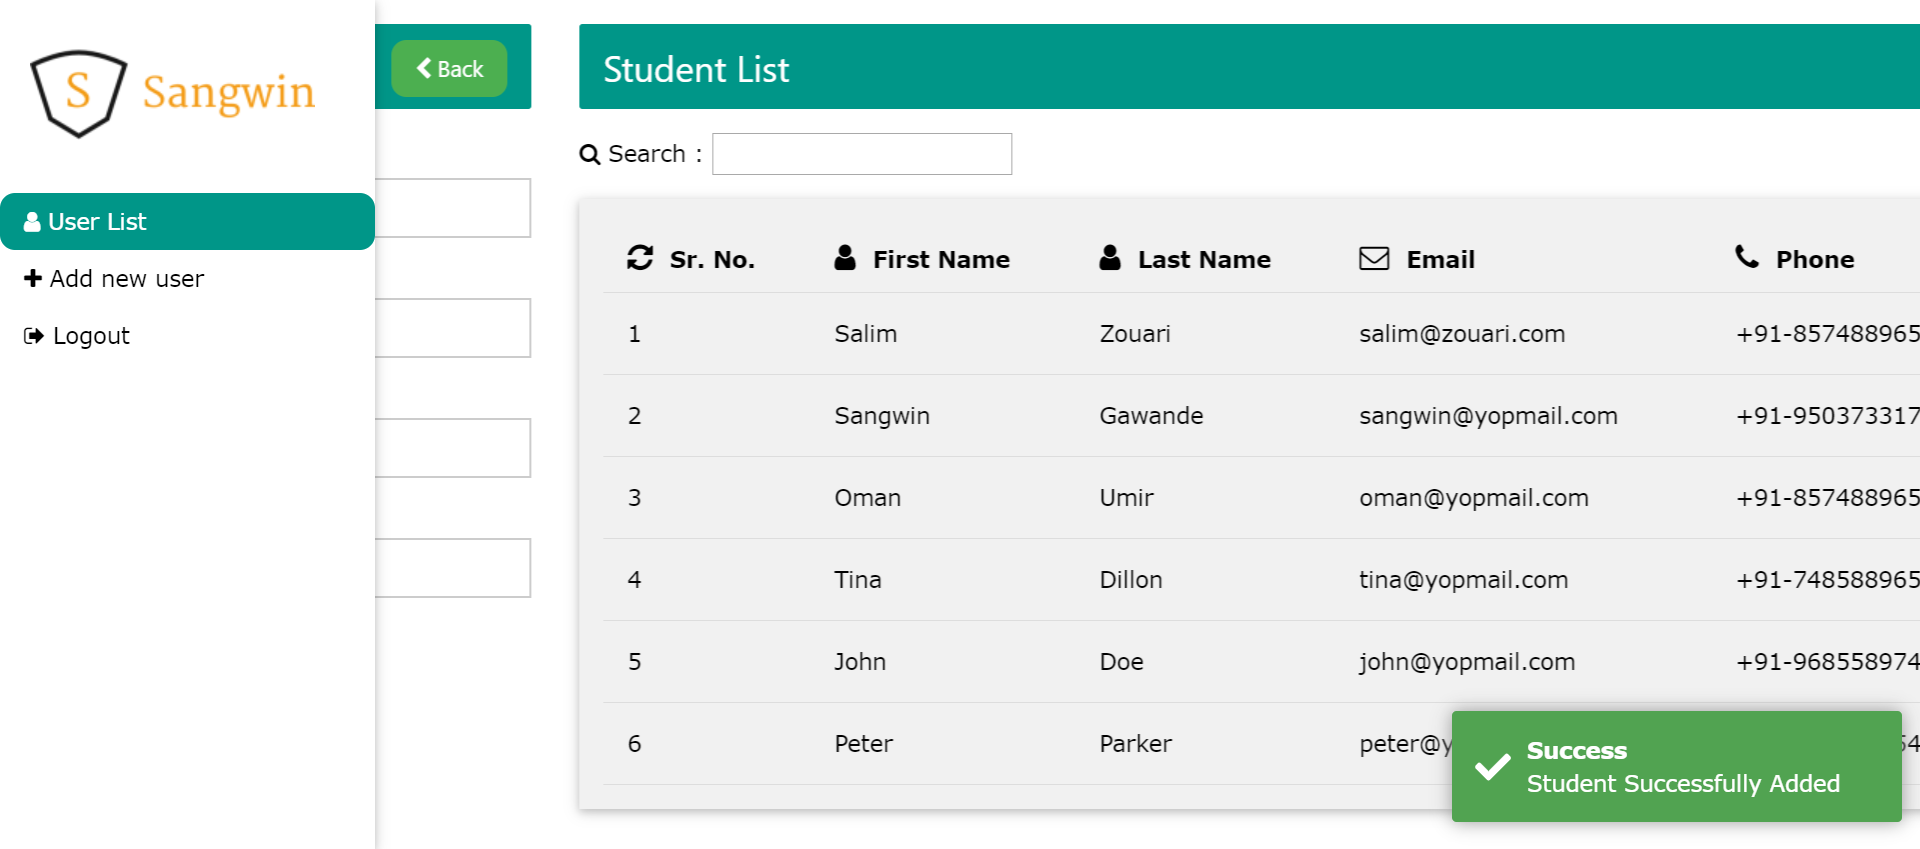 S Sangwin
User List
Add new user
Logout
Back
Student List
Search :
Sr. No. First Name Last Name Email Phone
1 Salim Zouari salim@zouari.com +91-857488965
2 Sangwin Gawande sangwin@yopmail.com +91-950373317
3 Oman Umir oman@yopmail.com +91-857488965
4 Tina Dillon tina@yopmail.com +91-748588965
5 John Doe john@yopmail.com +91-968558974
6 Peter Parker peter@y
Success
Student Successfully Added